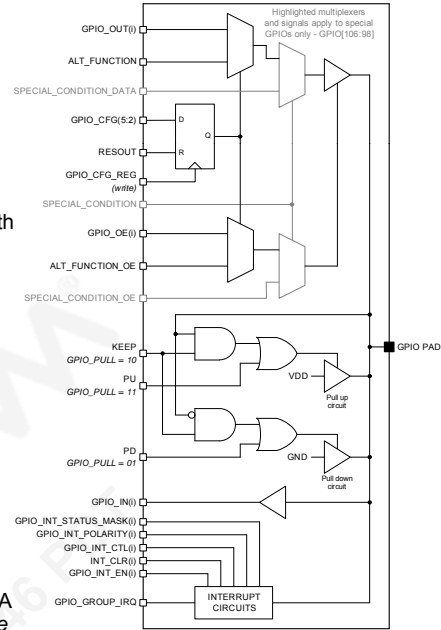 Highlighted multiplexers
and signals apply to special
GPIOs only - GPIO[106:98]
GPIO_OUT(i)
ALT_FUNCTION
SPECIAL_CONDITION_DATA
GPIO_CFG(5:2)
D
Q
RESOUT
R
GPIO_CFG_REG
(write)
SPECIAL_CONDITION
th
GPIO_OE(i)
ALT_FUNCTION_OE
SPECIAL_CONDITION_OE
KEEP
GPIO_PULL = 10
GPIO PAD
PU
GPIO_PULL = 11
VDD
Pull up
circuit
PD
GPIO_PULL = 01
GND
Pull down
circuit
GPIO_IN(i)
GPIO_INT_STATUS_MASK(i)
GPIO_INT_POLARITY(i)
GPIO_INT_CTL(i)
INT_CLR(i)
GPIO_INT_EN(i)
A
GPIO_GROUP_IRQ
INTERRUPT
CIRCUITS
e